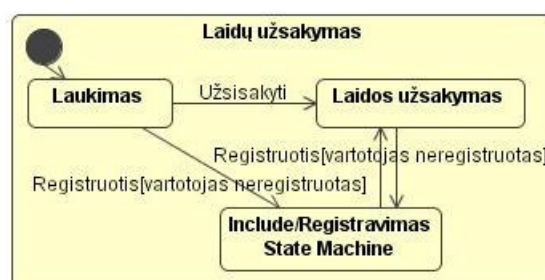 Laidų užsakymas
Laukimas
Užsisakyti
Laidos užsakymas
Registruotis[vartotojas neregistruotas]
Registruotis[vartotojas neregistruotas]
Include/Registravimas
State Machine